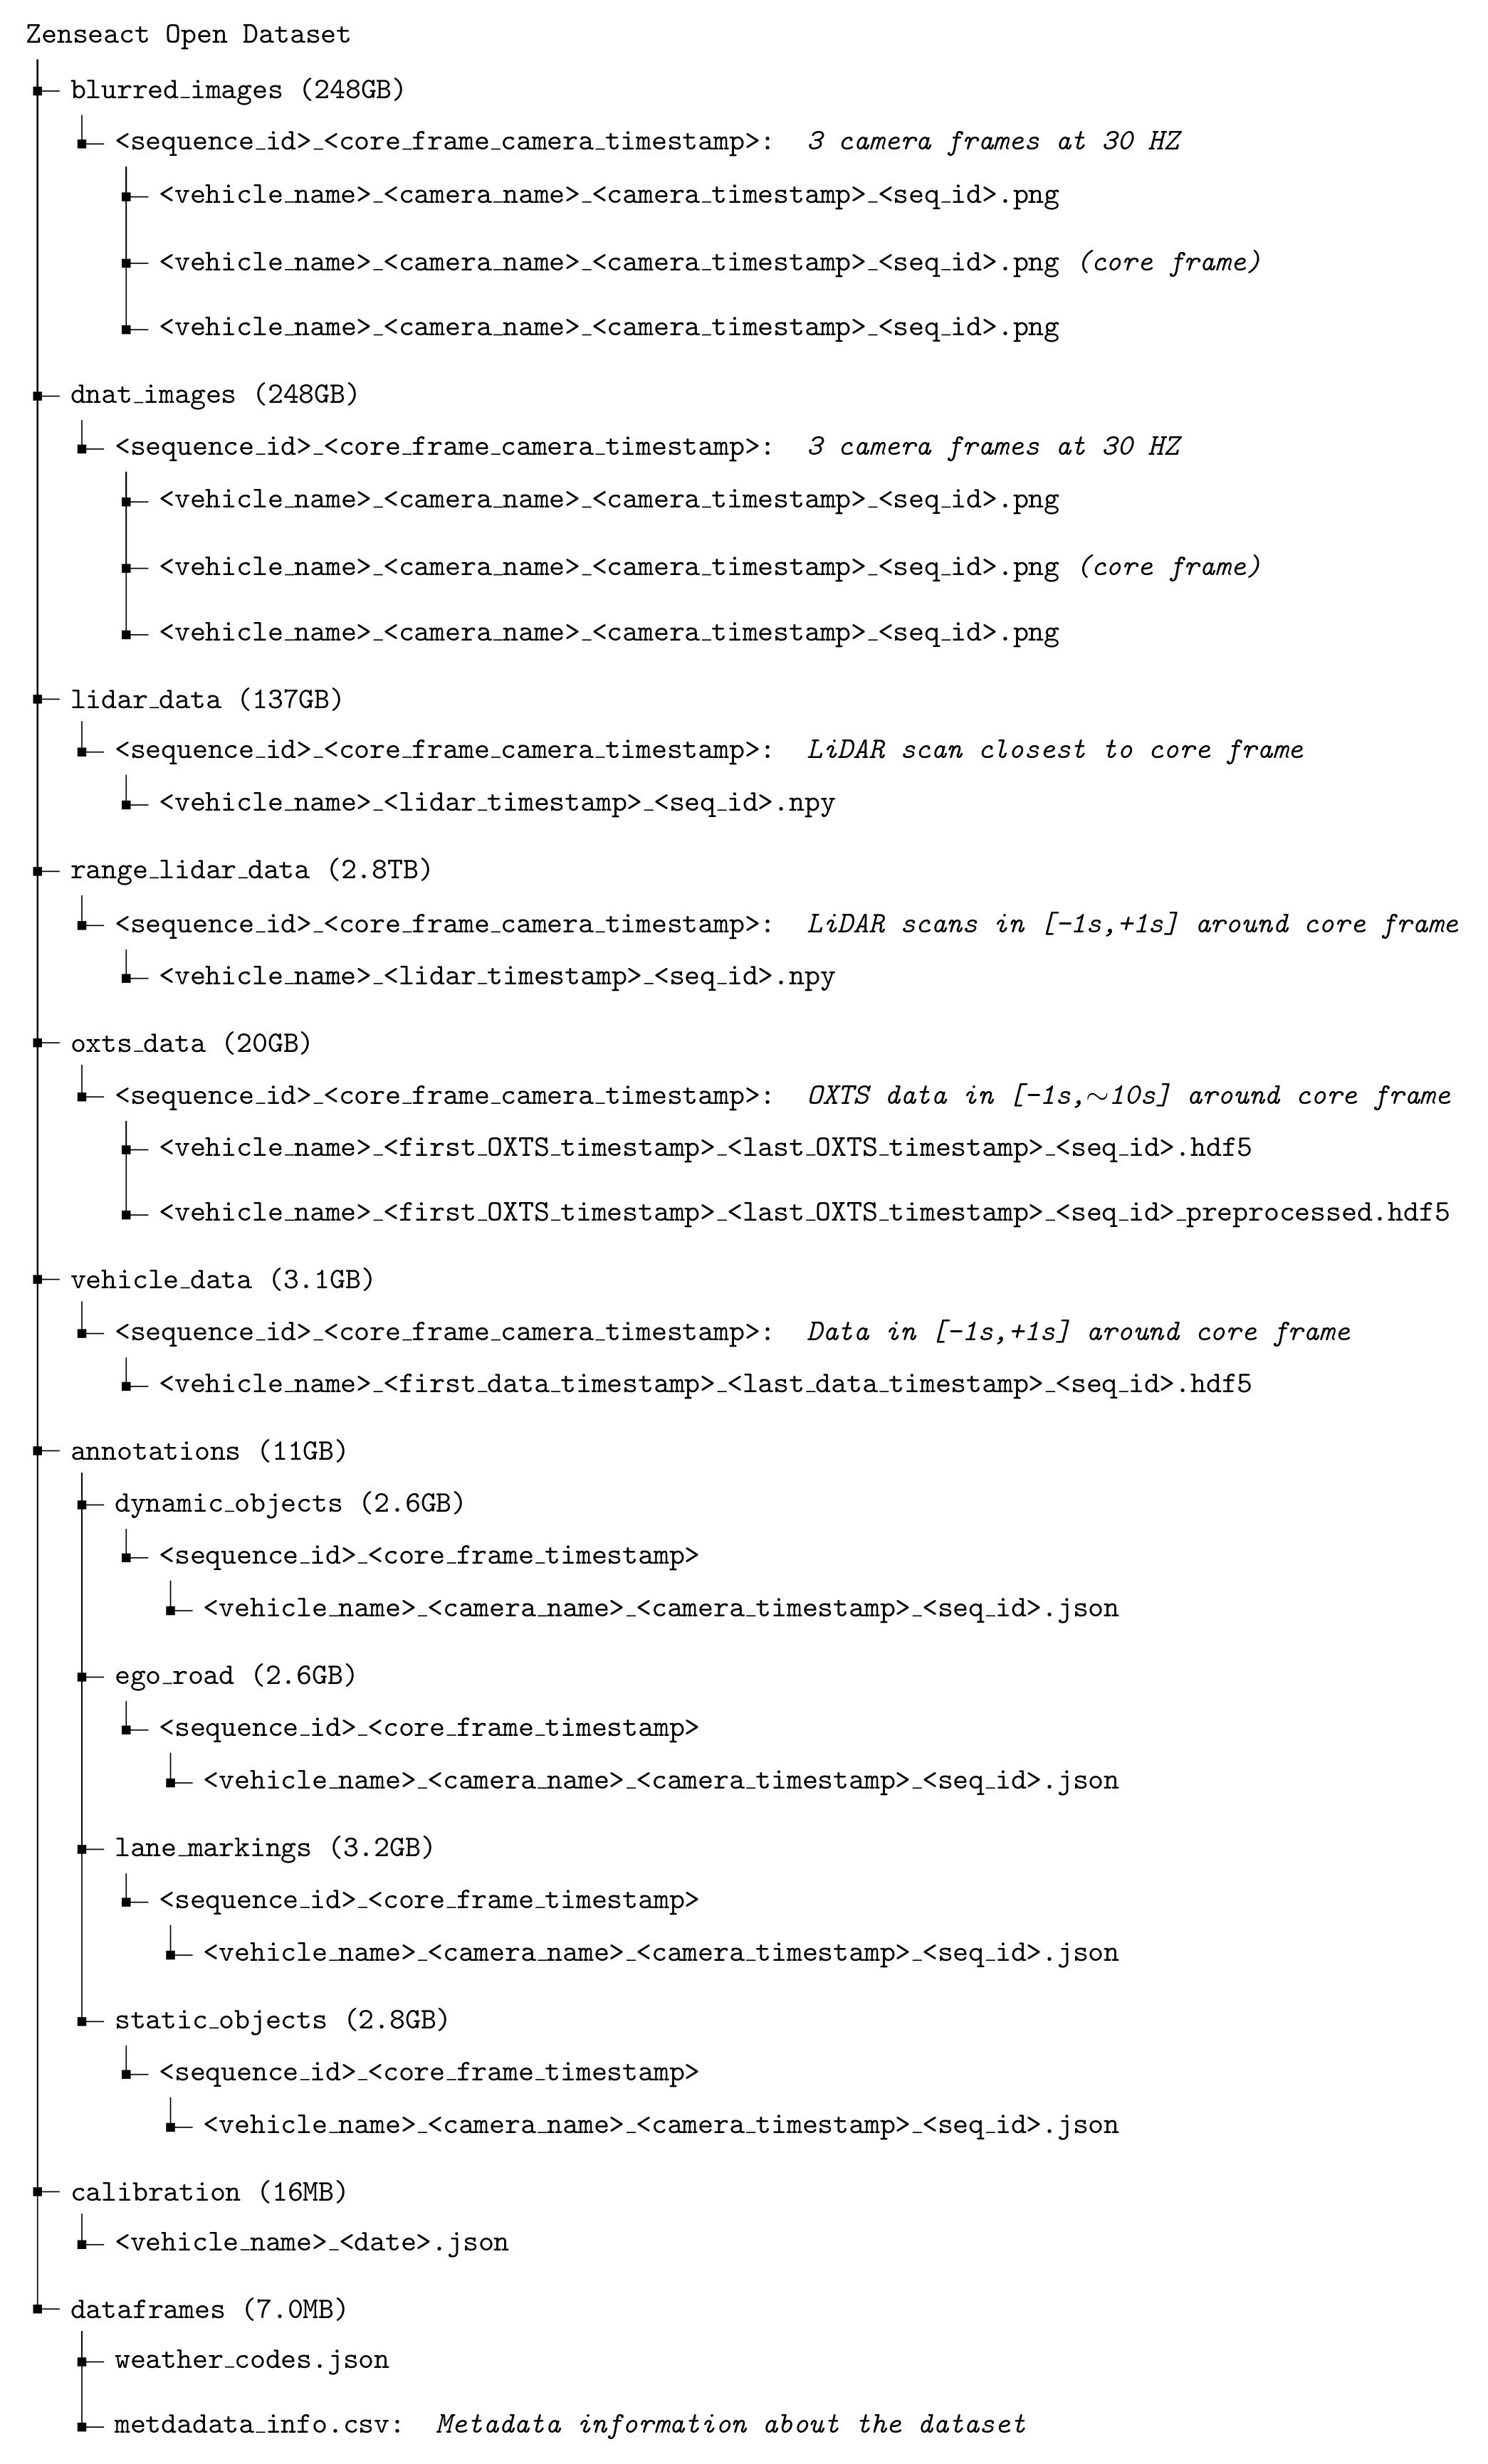 Zenseact Open Dataset
blurred_images (248GB)
<sequence_id>_<core_frame_camera_timestamp>: 3 camera frames at 30 HZ
<vehicle_name>_<camera_name>_<camera_timestamp>_<seq_id>.png
<vehicle_name>_<camera_name>_<camera_timestamp>_<seq_id>.png (core frame)
<vehicle_name>_<camera_name>_<camera_timestamp>_<seq_id>.png
dnat_images (248GB)
<sequence_id>_<core_frame_camera_timestamp>: 3 camera frames at 30 HZ
<vehicle_name>_<camera_name>_<camera_timestamp>_<seq_id>.png
<vehicle_name>_<camera_name>_<camera_timestamp>_<seq_id>.png (core frame)
<vehicle_name>_<camera_name>_<camera_timestamp>_<seq_id>.png
lidar_data (137GB)
<sequence_id>_<core_frame_camera_timestamp>: LiDAR scan closest to core frame
<vehicle_name>_<lidar_timestamp>_<seq_id>.npy
range_lidar_data (2.8TB)
<sequence_id>_<core_frame_camera_timestamp>: LiDAR scans in [-1s,+1s] around core frame
<vehicle_name>_<lidar_timestamp>_<seq_id>.npy
oxts_data (20GB)
<sequence_id>_<core_frame_camera_timestamp>: OXTS data in [-1s,∼10s] around core frame
<vehicle_name>_<first_OXTS_timestamp>_<last_OXTS_timestamp>_<seq_id>.hdf5
<vehicle_name>_<first_OXTS_timestamp>_<last_OXTS_timestamp>_<seq_id>_preprocessed.hdf5
vehicle_data (3.1GB)
<sequence_id>_<core_frame_camera_timestamp>: Data in [-1s,+1s] around core frame
<vehicle_name>_<first_data_timestamp>_<last_data_timestamp>_<seq_id>.hdf5
annotations (11GB)
dynamic_objects (2.6GB)
<sequence_id>_<core_frame_timestamp>
<vehicle_name>_<camera_name>_<camera_timestamp>_<seq_id>.json
ego_road (2.6GB)
<sequence_id>_<core_frame_timestamp>
<vehicle_name>_<camera_name>_<camera_timestamp>_<seq_id>.json
lane_markings (3.2GB)
<sequence_id>_<core_frame_timestamp>
<vehicle_name>_<camera_name>_<camera_timestamp>_<seq_id>.json
static_objects (2.8GB)
<sequence_id>_<core_frame_timestamp>
<vehicle_name>_<camera_name>_<camera_timestamp>_<seq_id>.json
calibration (16MB)
<vehicle_name>_<date>.json
dataframes (7.0MB)
weather_codes.json
metdadata_info.csv: Metadata information about the dataset